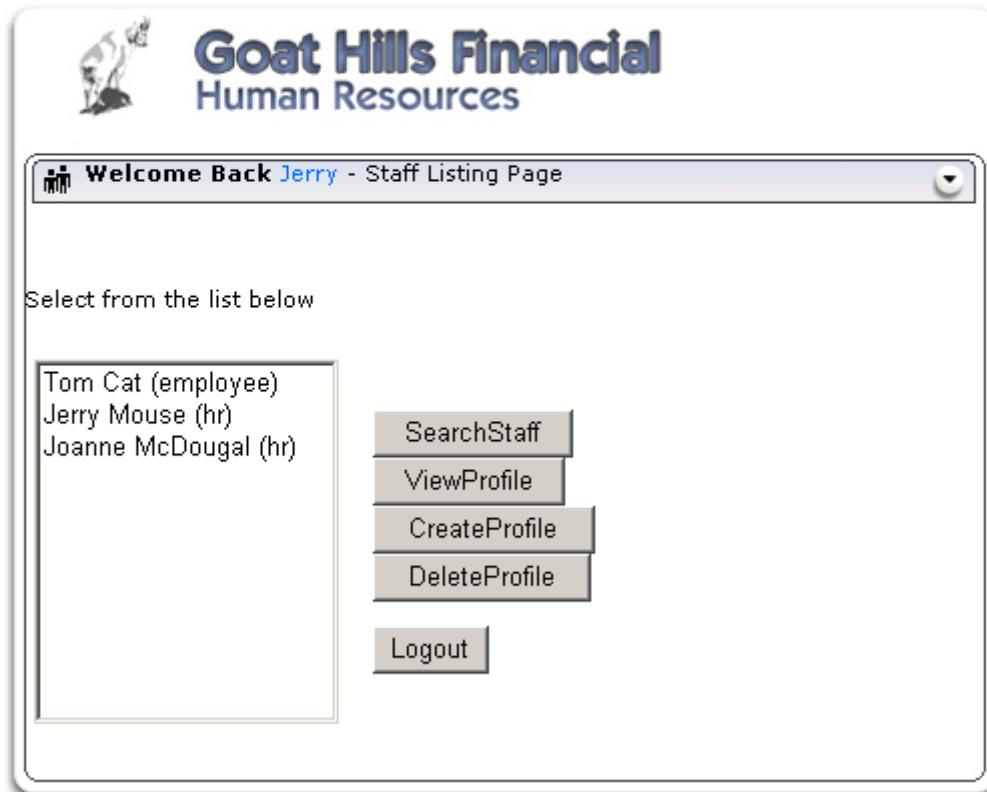 Goat Hills Financial
Human Resources
Welcome Back Jerry - Staff Listing Page
Select from the list below
Tom Cat (employee)
Jerry Mouse (hr)
Joanne McDougal (hr)
SearchStaff
ViewProfile
CreateProfile
DeleteProfile
Logout